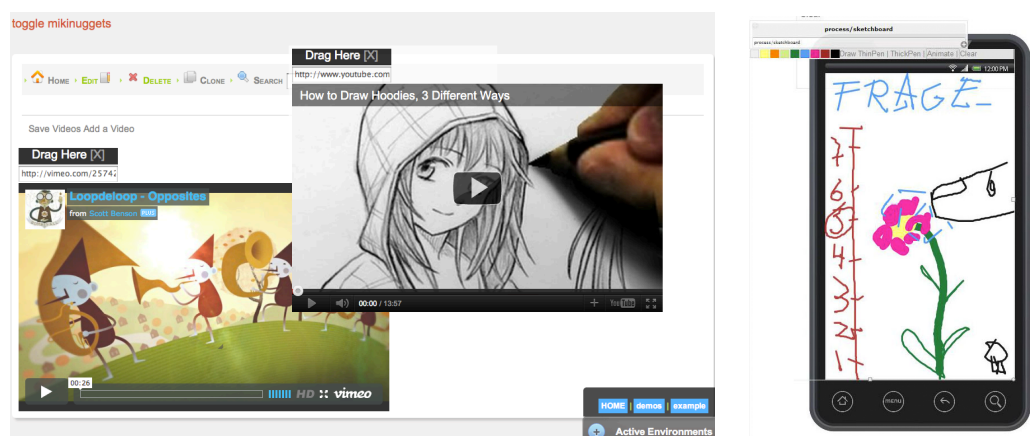 toggle mikinuggets
HOME EDIT DELETE CLONE SEARCH
Save Videos Add a Video
Drag Here [X]
http://vimeo.com/25742
Loopdeloop - Opposites
from Scott Benson PLUS
00:26
HD vimeo
Drag Here [X]
http://www.youtube.com
How to Draw Hoodies, 3 Different Ways
00:00 / 13:57
YouTube
HOME | demos | example
Active Environments
process/sketchboard
process/sketchboard
Draw ThinPen | ThickPen | Animate | Clear
12:00 PM
FRAGE
7
6
5
4
3
2
1
MENU